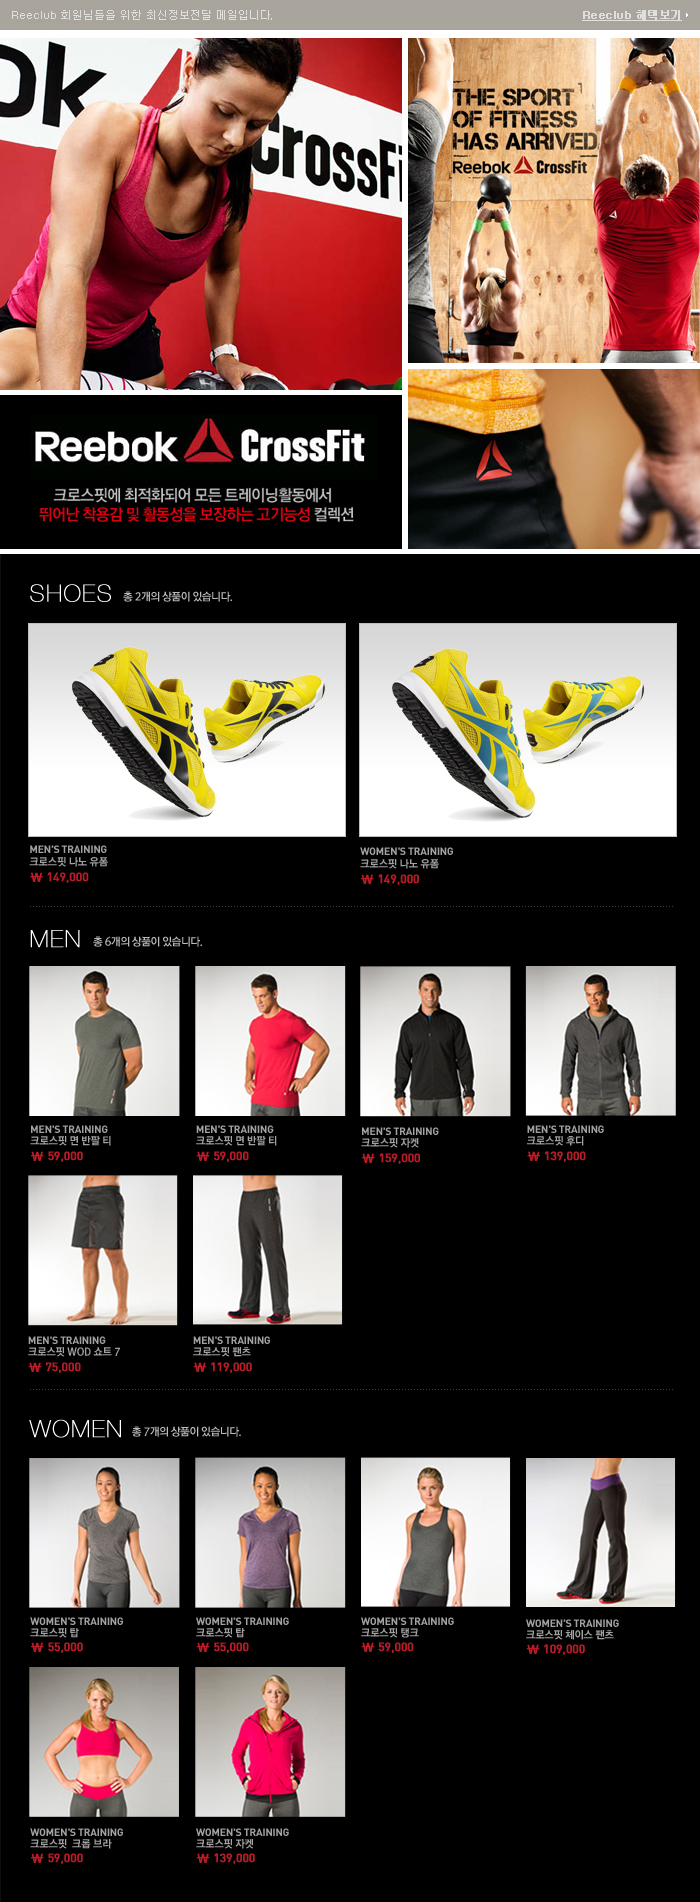 Reeclub 회원님들을 위한 최신정보전달 메일입니다.
Reeclub 혜택보기
ok
CrossFi
THE SPORT
OF FITNESS
HAS ARRIVED
Reebok CrossFit
Reebok CrossFit
크로스핏에 최적화되어 모든 트레이닝활동에서
뛰어난 착용감 및 활동성을 보장하는 고기능성 컬렉션
SHOES 총 2개의 상품이 있습니다.
MEN'S TRAINING
크로스핏 나노 유폼
₩ 149,000
WOMEN'S TRAINING
크로스핏 나노 유폼
₩ 149,000
MEN 총 6개의 상품이 있습니다.
MEN'S TRAINING
크로스핏 면 반팔 티
₩ 59,000
MEN'S TRAINING
크로스핏 면 반팔 티
₩ 59,000
MEN'S TRAINING
크로스핏 자켓
₩ 159,000
MEN'S TRAINING
크로스핏 후디
₩ 139,000
MEN'S TRAINING
크로스핏 WOD 쇼트 7
₩ 75,000
MEN'S TRAINING
크로스핏 팬츠
₩ 119,000
WOMEN 총 7개의 상품이 있습니다.
WOMEN'S TRAINING
크로스핏 탑
₩ 55,000
WOMEN'S TRAINING
크로스핏 탑
₩ 55,000
WOMEN'S TRAINING
크로스핏 탱크
₩ 59,000
WOMEN'S TRAINING
크로스핏 체이스 팬츠
₩ 109,000
WOMEN'S TRAINING
크로스핏 크롭 브라
₩ 59,000
WOMEN'S TRAINING
크로스핏 자켓
₩ 139,000